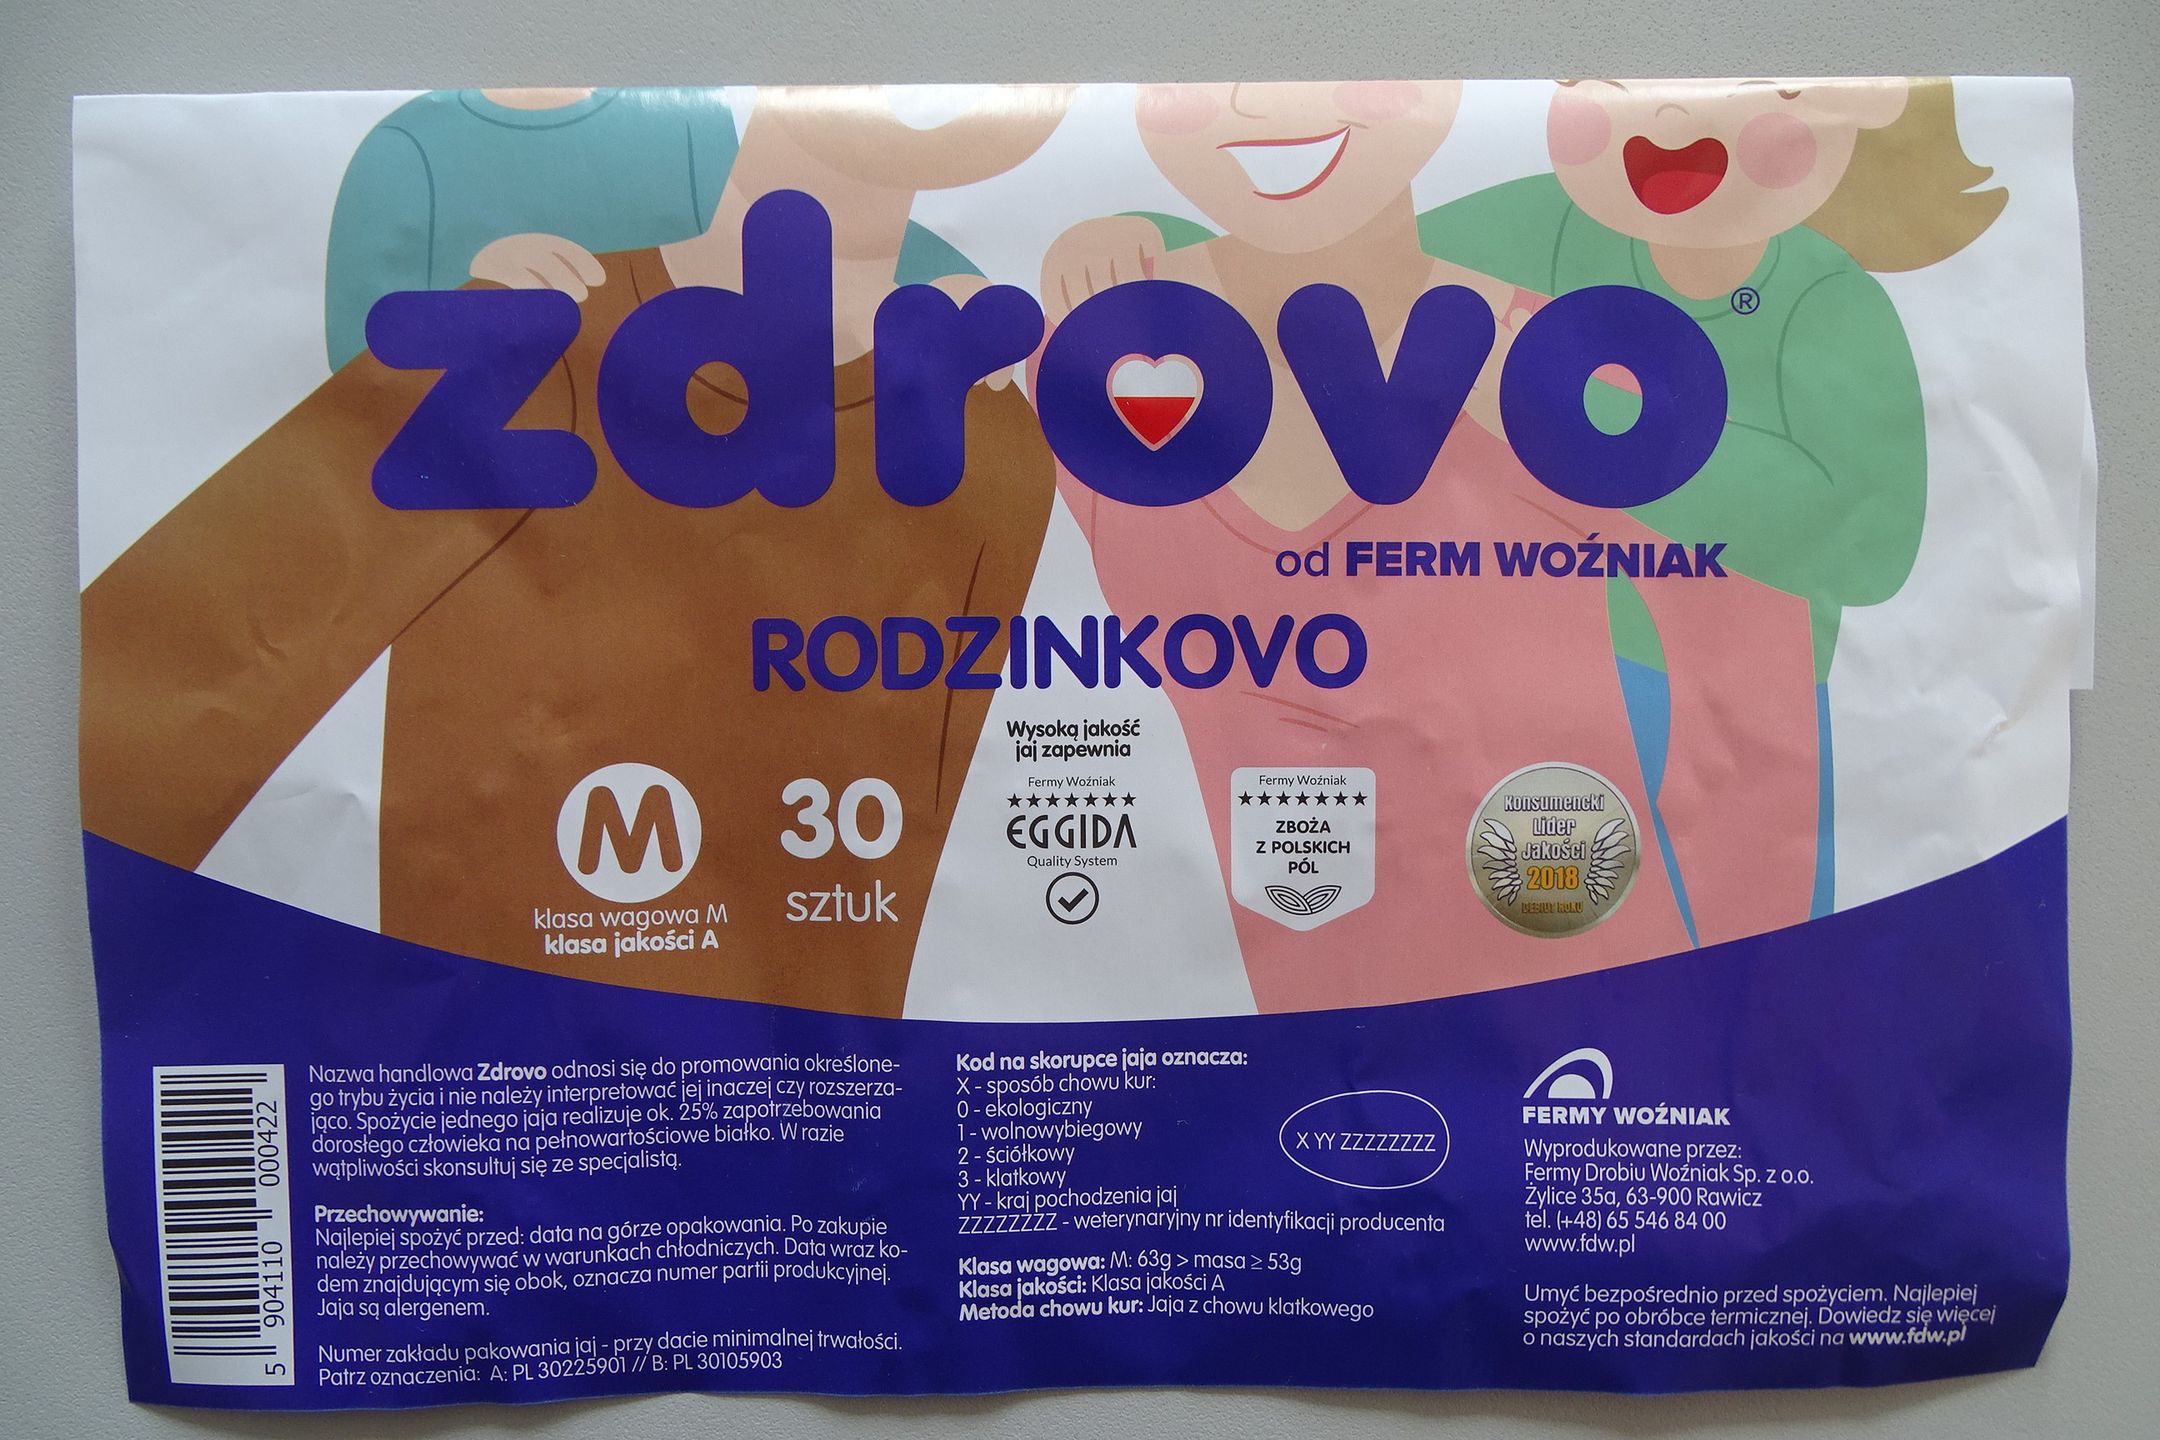 zdrovo®
od FERM WOŹNIAK
RODZINKOVO
Wysoką jakość
jaj zapewnia
Fermy Woźniak
★★★★★★★
EGGIDA
Quality System
M
klasa wagowa M
klasa jakości A
30
sztuk
Fermy Woźniak
★★★★★★★
ZBOŻA
Z POLSKICH
PÓL
Konsumencki
Lider
Jakości
2018
DEBIUT ROKU
5 904110 000422
Nazwa handlowa Zdrovo odnosi się do promowania określone-
go trybu życia i nie należy interpretować jej inaczej czy rozszerza-
jąco. Spożycie jednego jaja realizuje ok. 25% zapotrzebowania
dorosłego człowieka na pełnowartościowe białko. W razie
wątpliwości skonsultuj się ze specjalistą.
Przechowywanie:
Najlepiej spożyć przed: data na górze opakowania. Po zakupie
należy przechowywać w warunkach chłodniczych. Data wraz ko-
dem znajdującym się obok, oznacza numer partii produkcyjnej.
Jaja są alergenem.
Numer zakładu pakowania jaj - przy dacie minimalnej trwałości.
Patrz oznaczenia: A: PL 30225901 // B: PL 30105903
Kod na skorupce jaja oznacza:
X - sposób chowu kur:
0 - ekologiczny
1 - wolnowybiegowy
2 - ściółkowy
3 - klatkowy
YY - kraj pochodzenia jaj
ZZZZZZZZ - weterynaryjny nr identyfikacji producenta
X YY ZZZZZZZZ
Klasa wagowa: M: 63g > masa ≥ 53g
Klasa jakości: Klasa jakości A
Metoda chowu kur: Jaja z chowu klatkowego
FERMY WOŹNIAK
Wyprodukowane przez:
Fermy Drobiu Woźniak Sp. z o.o.
Żylice 35a, 63-900 Rawicz
tel. (+48) 65 546 84 00
www.fdw.pl
Umyć bezpośrednio przed spożyciem. Najlepiej
spożyć po obróbce termicznej. Dowiedz się więcej
o naszych standardach jakości na www.fdw.pl